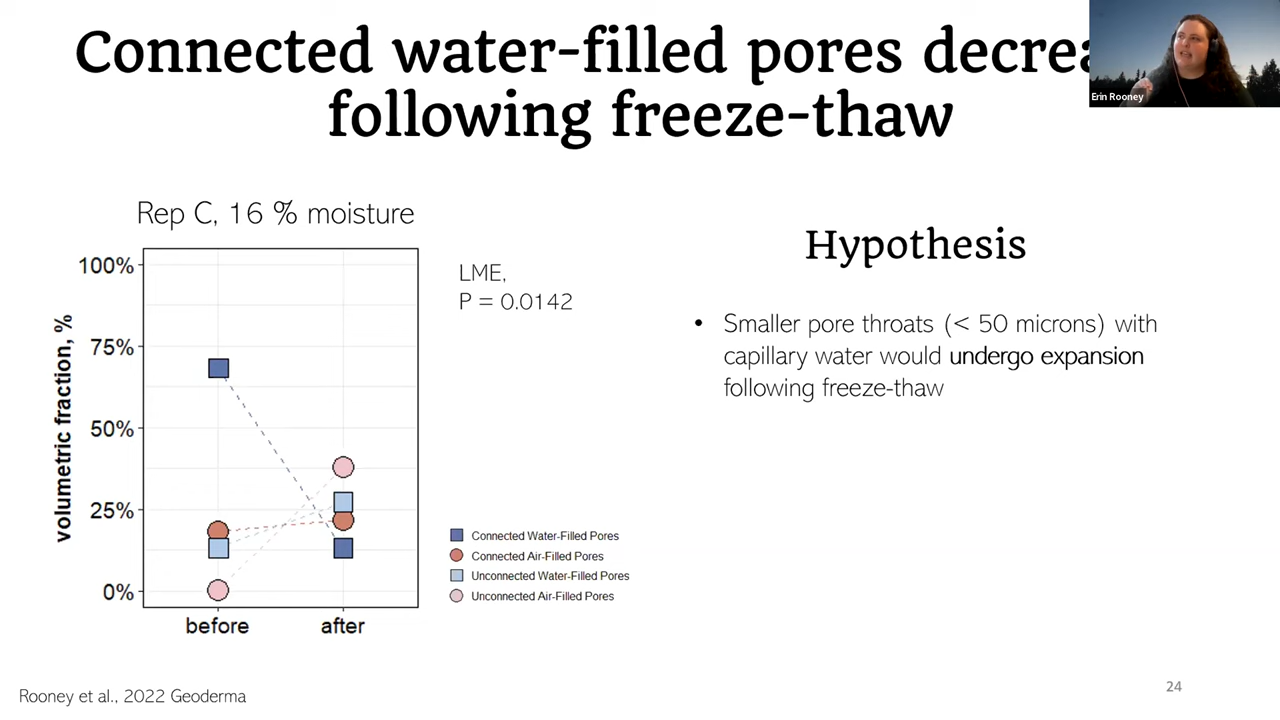 Connected water-filled pores decrea
following freeze-thaw
Erin Rooney
Rep C, 16 % moisture
100%
75%
50%
25%
0%
volumetric fraction, %
before after
LME,
P = 0.0142
Connected Water-Filled Pores
Connected Air-Filled Pores
Unconnected Water-Filled Pores
Unconnected Air-Filled Pores
Hypothesis
• Smaller pore throats (< 50 microns) with
capillary water would undergo expansion
following freeze-thaw
Rooney et al., 2022 Geoderma
24